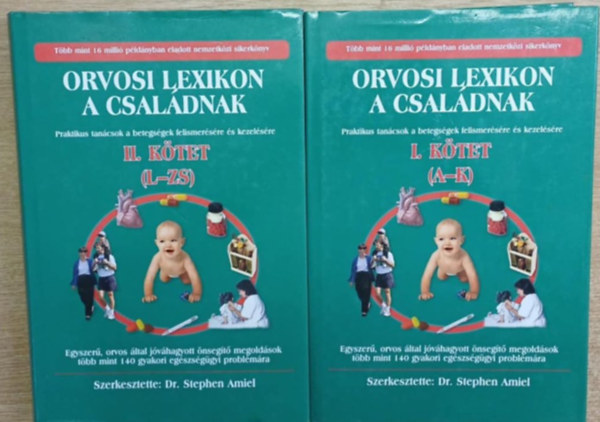 Több mint 16 millió példányban eladott nemzetközi sikerkönyv
ORVOSI LEXIKON
A CSALÁDNAK
Praktikus tanácsok a betegségek felismerésére és kezelésére
II. KÖTET
(L–ZS)
Egyszerű, orvos által jóváhagyott önsegítő megoldások
több mint 140 gyakori egészségügyi problémára
Szerkesztette: Dr. Stephen Amiel
Több mint 16 millió példányban eladott nemzetközi sikerkönyv
ORVOSI LEXIKON
A CSALÁDNAK
Praktikus tanácsok a betegségek felismerésére és kezelésére
I. KÖTET
(A–K)
Egyszerű, orvos által jóváhagyott önsegítő megoldások
több mint 140 gyakori egészségügyi problémára
Szerkesztette: Dr. Stephen Amiel